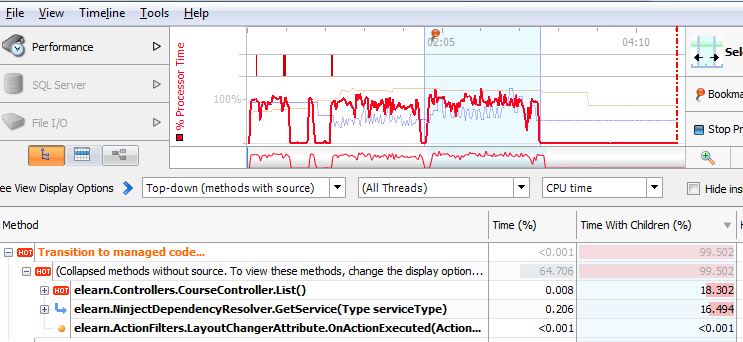 File View Timeline Tools Help
Performance
SQL Server
File I/O
% Processor Time
100%
02:05
04:10
Sele
Bookma
Stop Pr
ee View Display Options
Top-down (methods with source)
(All Threads)
CPU time
Hide ins
Method Time (%) Time With Children (%) H
HOT Transition to managed code... <0.001 99.502
HOT (Collapsed methods without source. To view these methods, change the display option... 64.706 99.502
HOT elearn.Controllers.CourseController.List() 0.008 18.302
elearn.NinjectDependencyResolver.GetService(Type serviceType) 0.206 16.494
elearn.ActionFilters.LayoutChangerAttribute.OnActionExecuted(Action... <0.001 <0.001